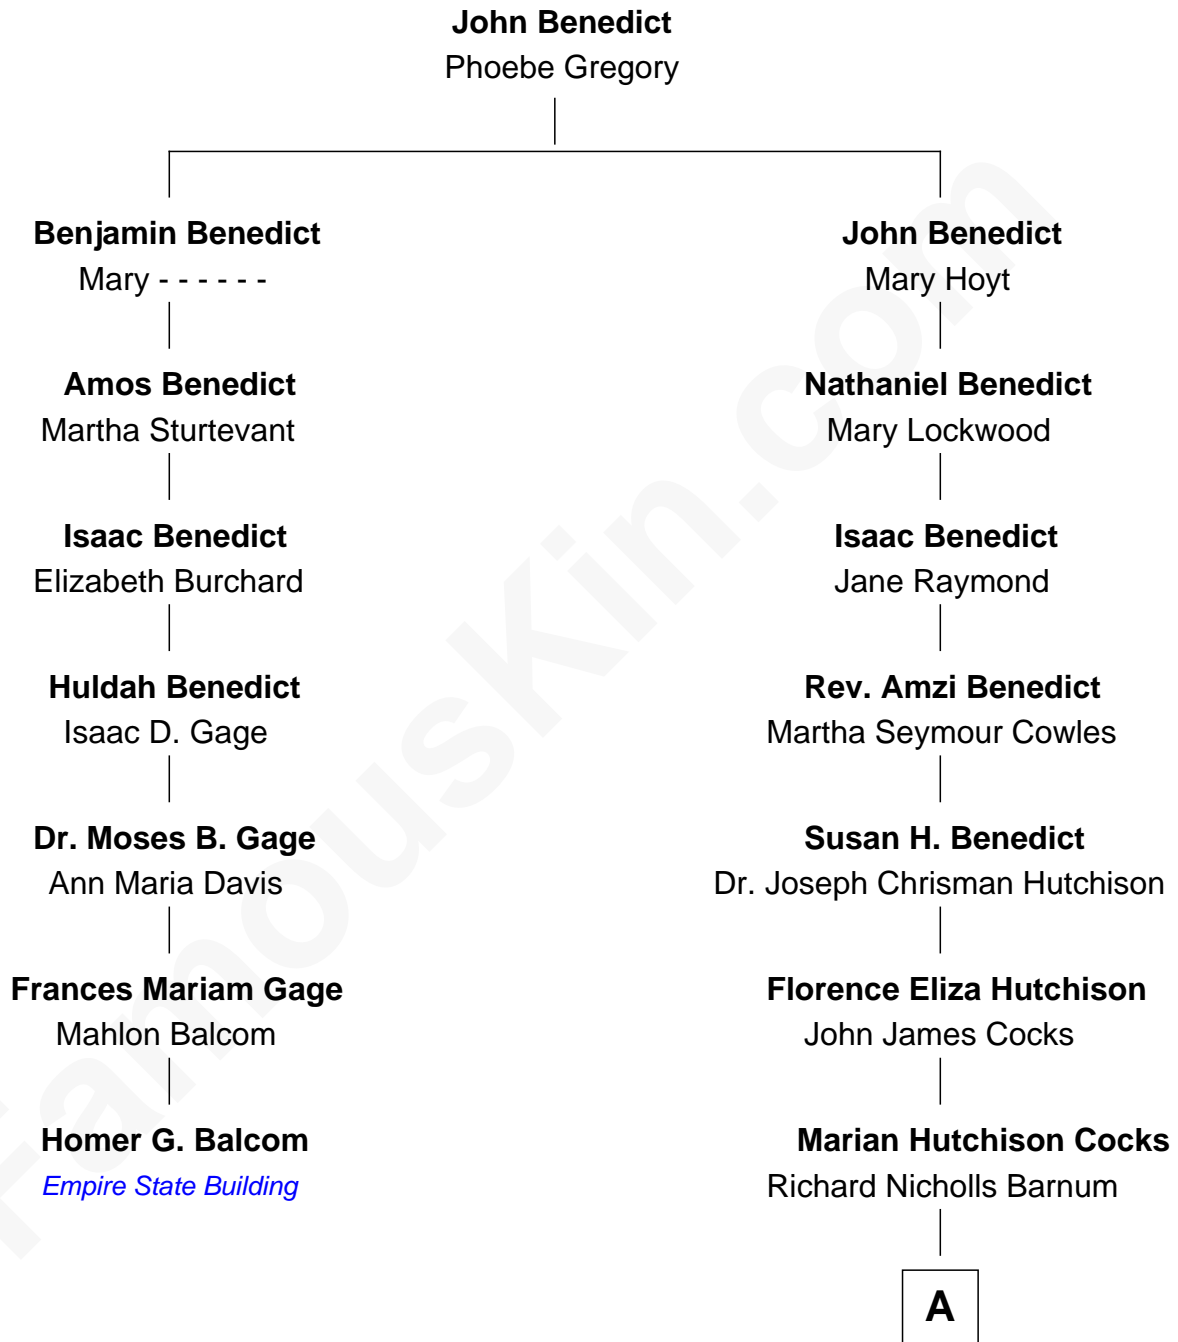 John Benedict
Phoebe Gregory
Benjamin Benedict
Mary - - - - - -
Amos Benedict
Martha Sturtevant
Isaac Benedict
Elizabeth Burchard
Huldah Benedict
Isaac D. Gage
Dr. Moses B. Gage
Ann Maria Davis
Frances Mariam Gage
Mahlon Balcom
Homer G. Balcom
Empire State Building
John Benedict
Mary Hoyt
Nathaniel Benedict
Mary Lockwood
Isaac Benedict
Jane Raymond
Rev. Amzi Benedict
Martha Seymour Cowles
Susan H. Benedict
Dr. Joseph Chrisman Hutchison
Florence Eliza Hutchison
John James Cocks
Marian Hutchison Cocks
Richard Nicholls Barnum
A
FamousKin.com